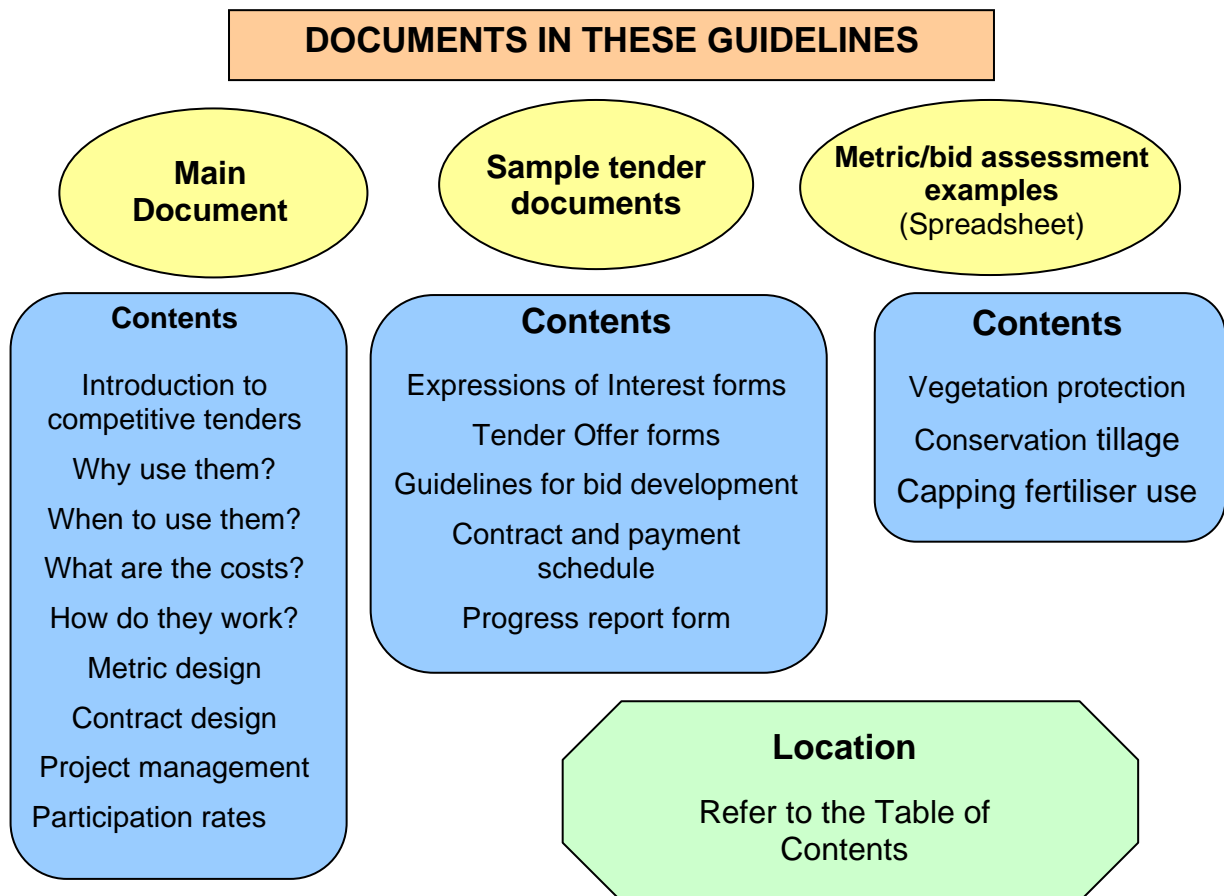 DOCUMENTS IN THESE GUIDELINES
Main
Document
Sample tender
documents
Metric/bid assessment
examples
(Spreadsheet)
Contents
Introduction to
competitive tenders
Why use them?
When to use them?
What are the costs?
How do they work?
Metric design
Contract design
Project management
Participation rates
Contents
Expressions of Interest forms
Tender Offer forms
Guidelines for bid development
Contract and payment
schedule
Progress report form
Contents
Vegetation protection
Conservation tillage
Capping fertiliser use
Location
Refer to the Table of
Contents